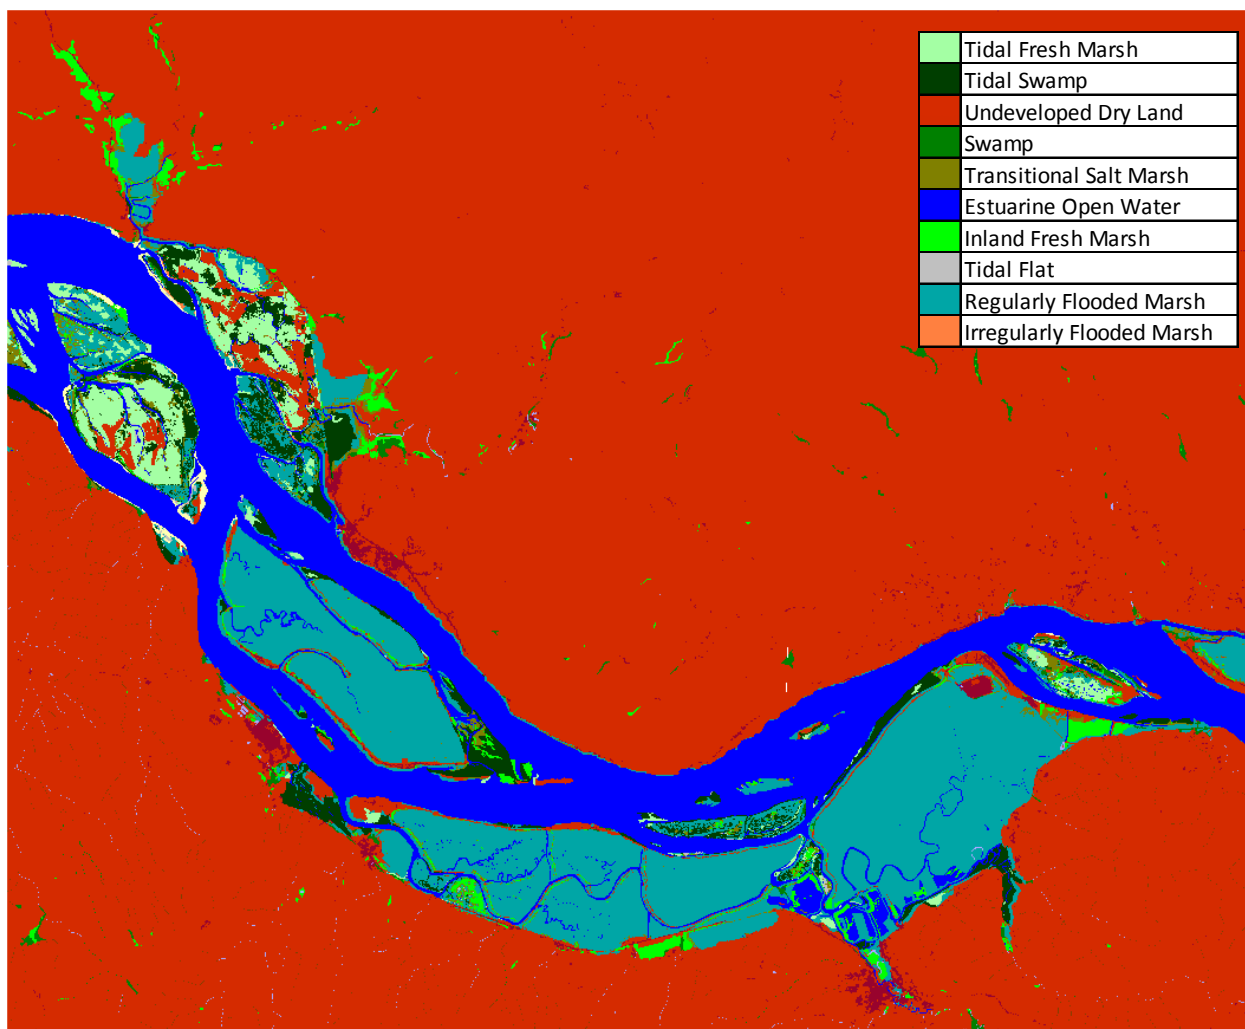 Tidal Fresh Marsh
Tidal Swamp
Undeveloped Dry Land
Swamp
Transitional Salt Marsh
Estuarine Open Water
Inland Fresh Marsh
Tidal Flat
Regularly Flooded Marsh
Irregularly Flooded Marsh